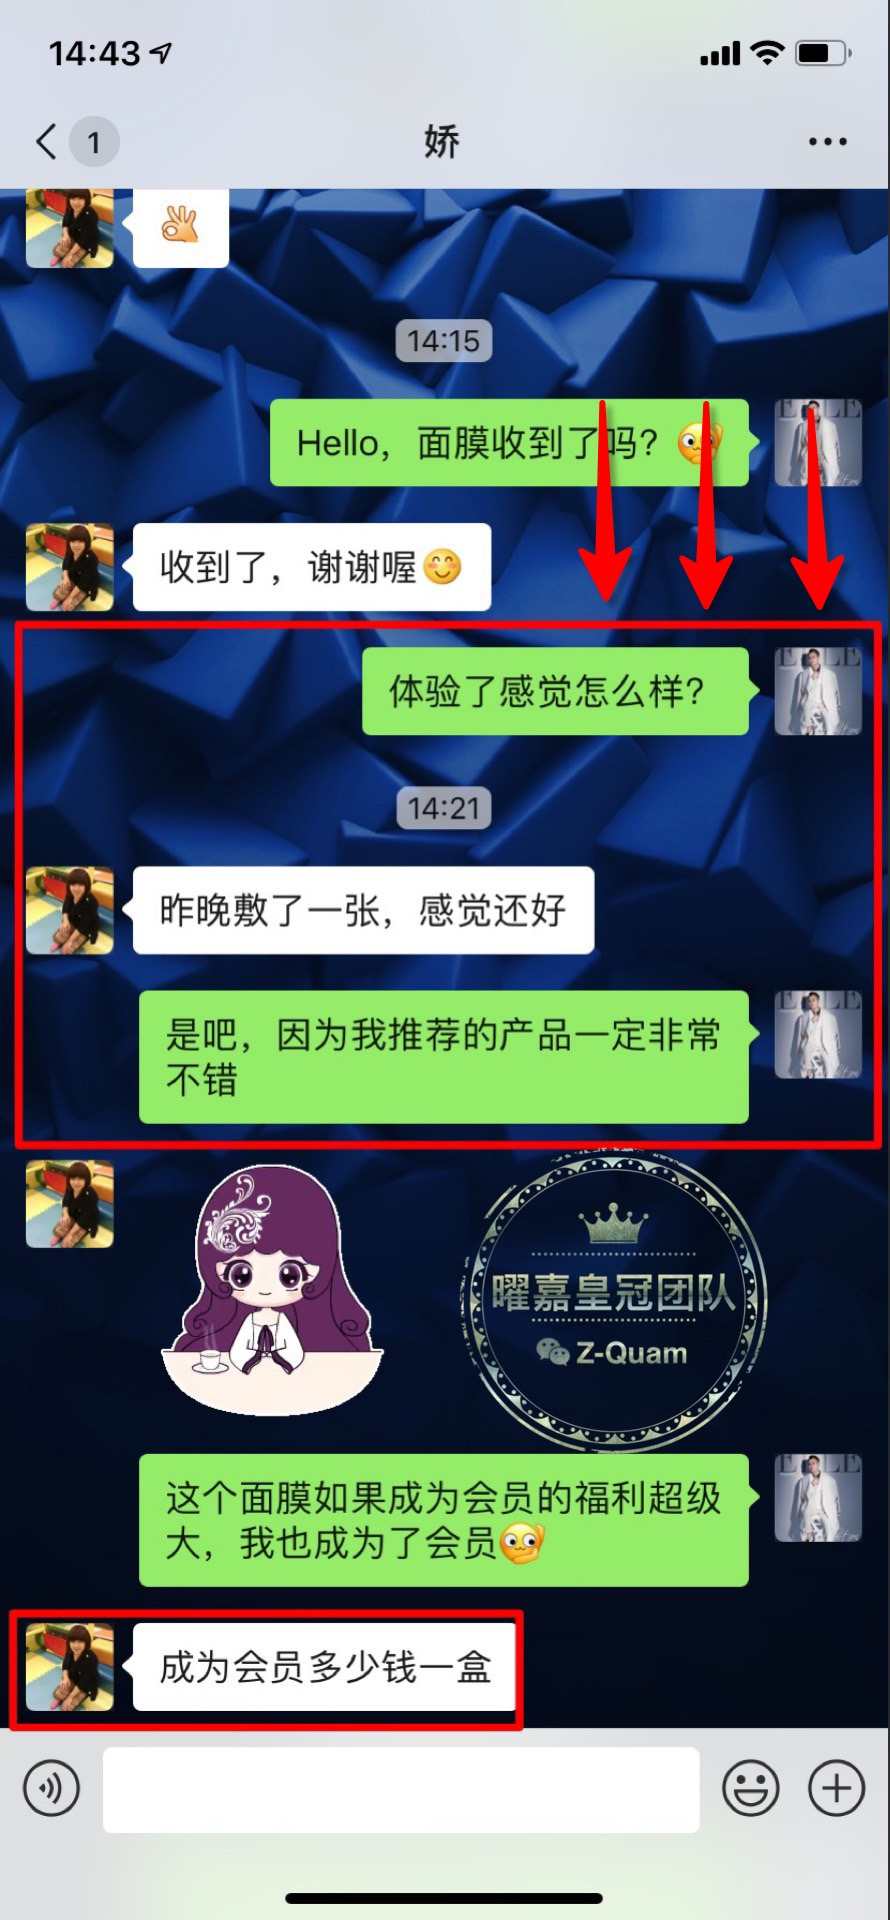 14:43
1
娇
14:15
Hello，面膜收到了吗？
收到了，谢谢喔
体验了感觉怎么样？
14:21
昨晚敷了一张，感觉还好
是吧，因为我推荐的产品一定非常
不错
曜嘉皇冠团队
Z-Quam
这个面膜如果成为会员的福利超级
大，我也成为了会员
成为会员多少钱一盒